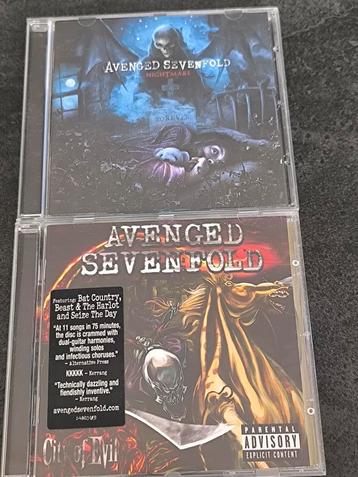 AVENGED SEVENFOLD
NIGHTMARE
FOREVER
AVENGED
SEVENFOLD
Featuring: Bat Country,
Beast & The Harlot
and Seize The Day
"At 11 songs in 75 minutes,
the disc is crammed with
dual-guitar harmonies,
winding solos
and infectious choruses."
- Alternative Press
KKKKK - Kerrang
"Technically dazzling and
fiendishly inventive."
- Kerrang
avengedsevenfold.com
City of Evil
PARENTAL
ADVISORY
EXPLICIT CONTENT